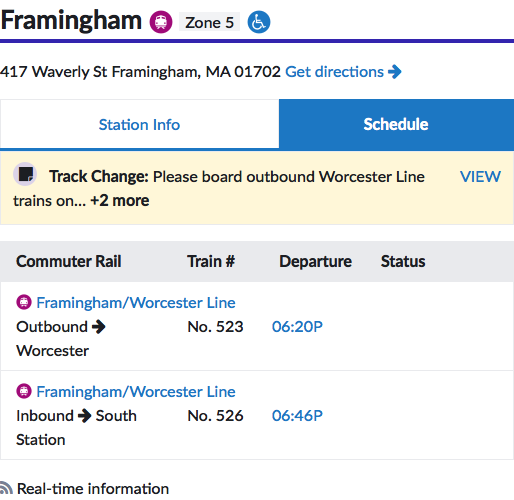 Framingham Zone 5
417 Waverly St Framingham, MA 01702 Get directions
Station Info Schedule
Track Change: Please board outbound Worcester Line VIEW
trains on... +2 more
Commuter Rail Train # Departure Status
Framingham/Worcester Line
Outbound → No. 523 06:20P
Worcester
Framingham/Worcester Line
Inbound → South No. 526 06:46P
Station
Real-time information